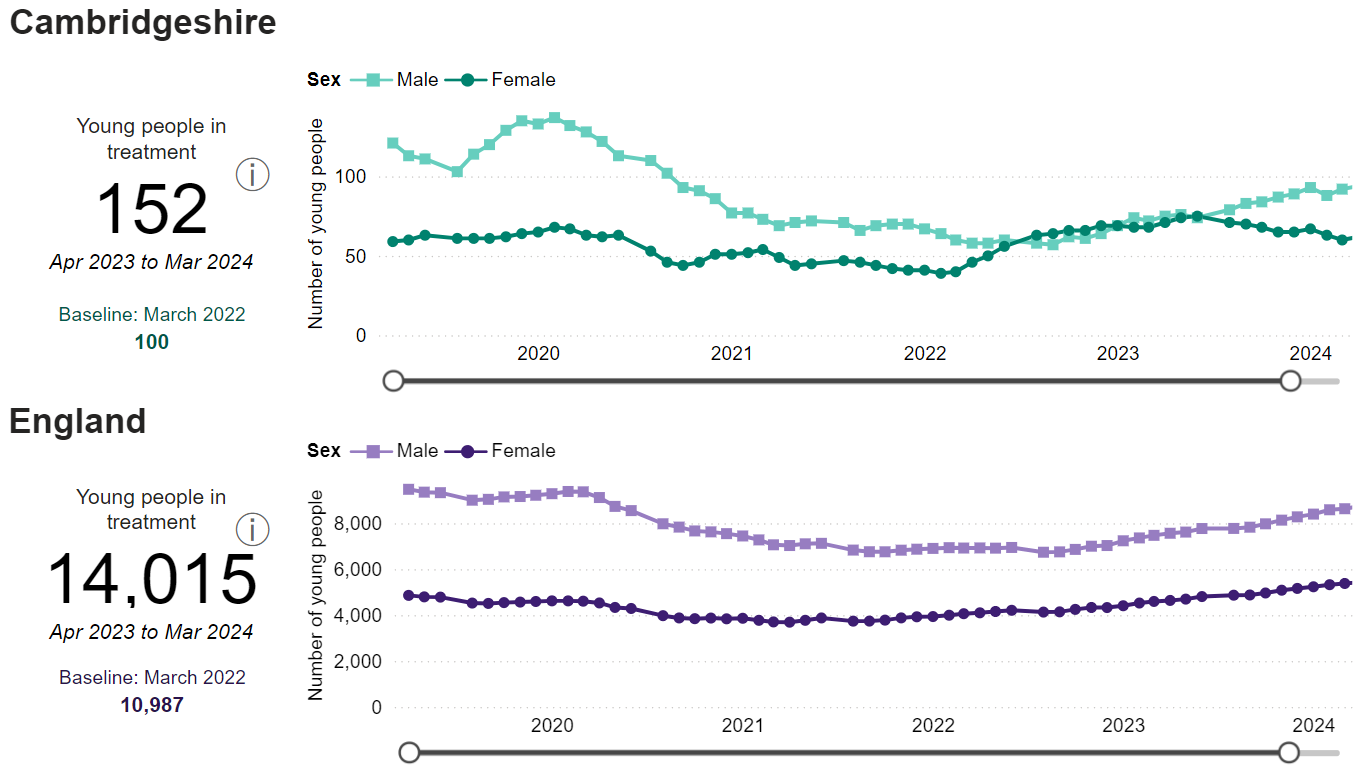 Cambridgeshire
Sex Male Female
Young people in
treatment
i
152
Apr 2023 to Mar 2024
Baseline: March 2022
100
Number of young people
100
50
0
2020 2021 2022 2023 2024
England
Sex Male Female
Young people in
treatment
i
14,015
Apr 2023 to Mar 2024
Baseline: March 2022
10,987
Number of young people
8,000
6,000
4,000
2,000
0
2020 2021 2022 2023 2024